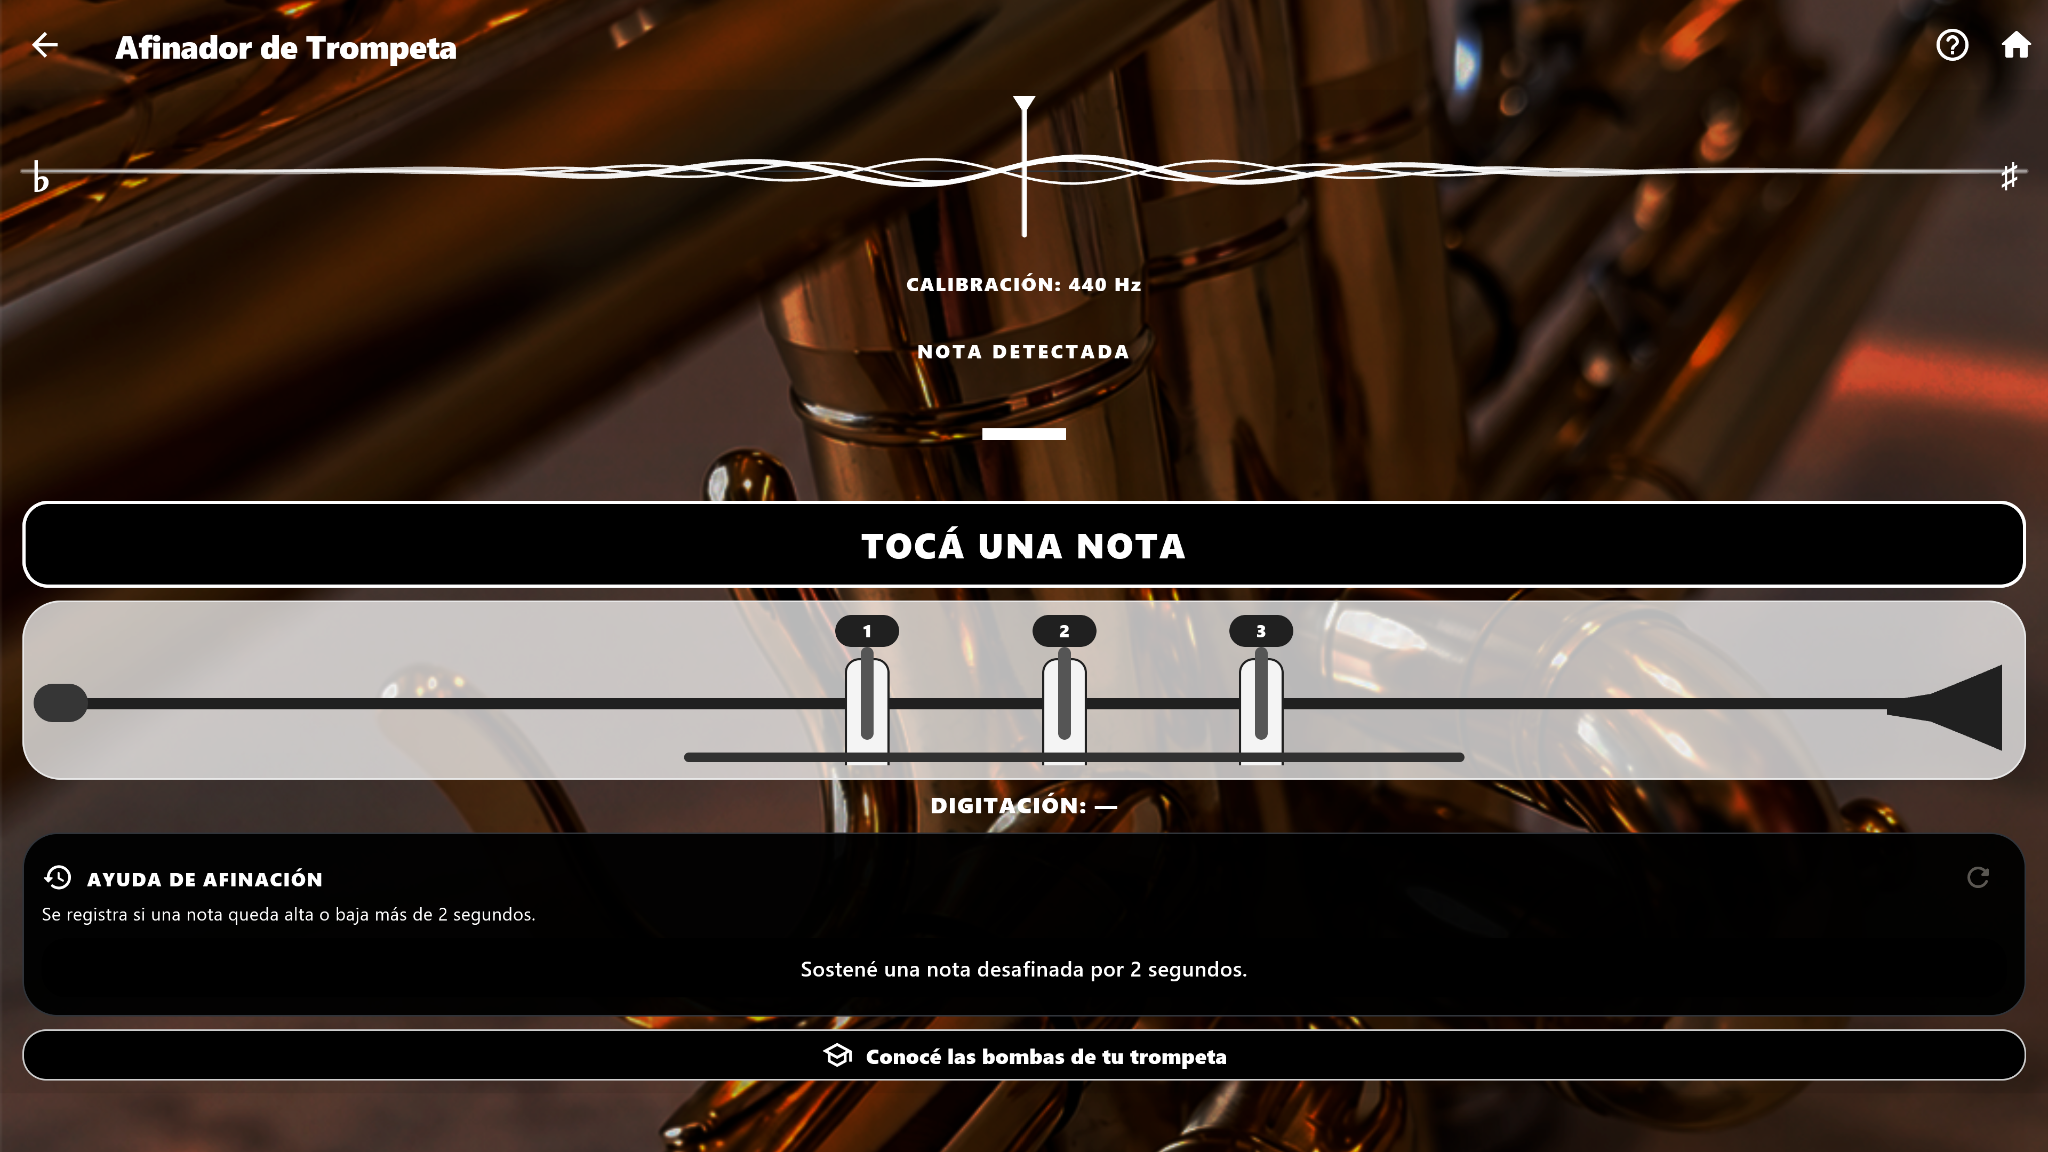 Afinador de Trompeta
♭
♯
CALIBRACIÓN: 440 Hz
NOTA DETECTADA
TOCÁ UNA NOTA
1 2 3
DIGITACIÓN: —
AYUDA DE AFINACIÓN
Se registra si una nota queda alta o baja más de 2 segundos.
Sostené una nota desafinada por 2 segundos.
Conocé las bombas de tu trompeta